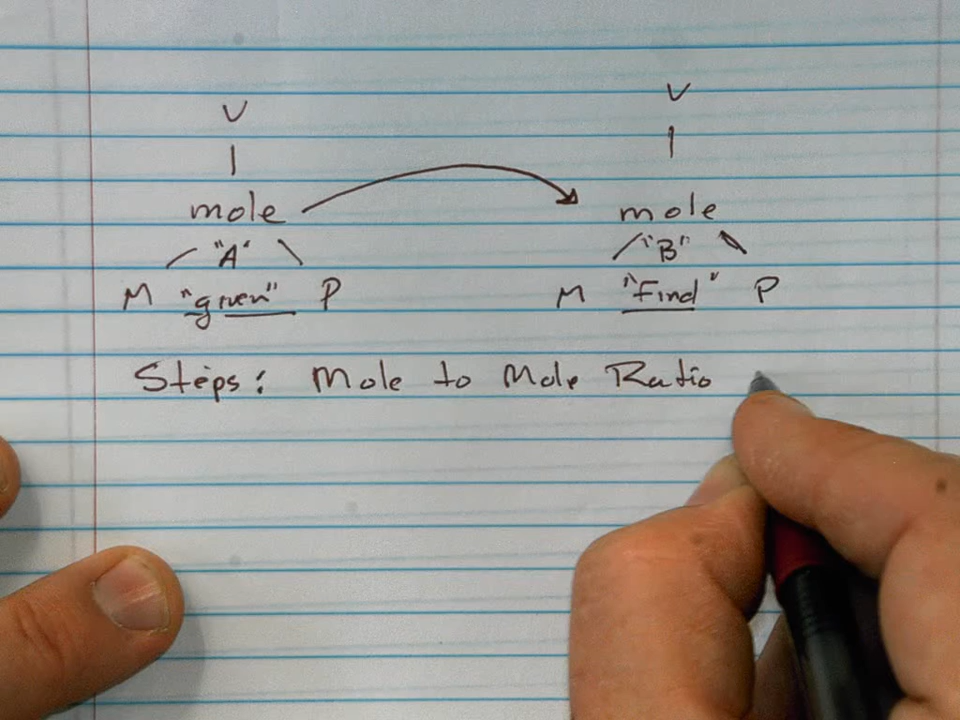 V V
mole mole
"A" "B"
M "given" P M "Find" P
Steps: Mole to Mole Ratio